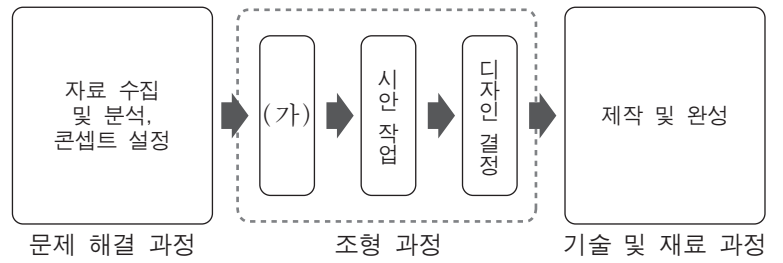 자료 수집
및 분석,
콘셉트 설정
(가)
시안 작업
디자인 결정
제작 및 완성
문제 해결 과정
조형 과정
기술 및 재료 과정